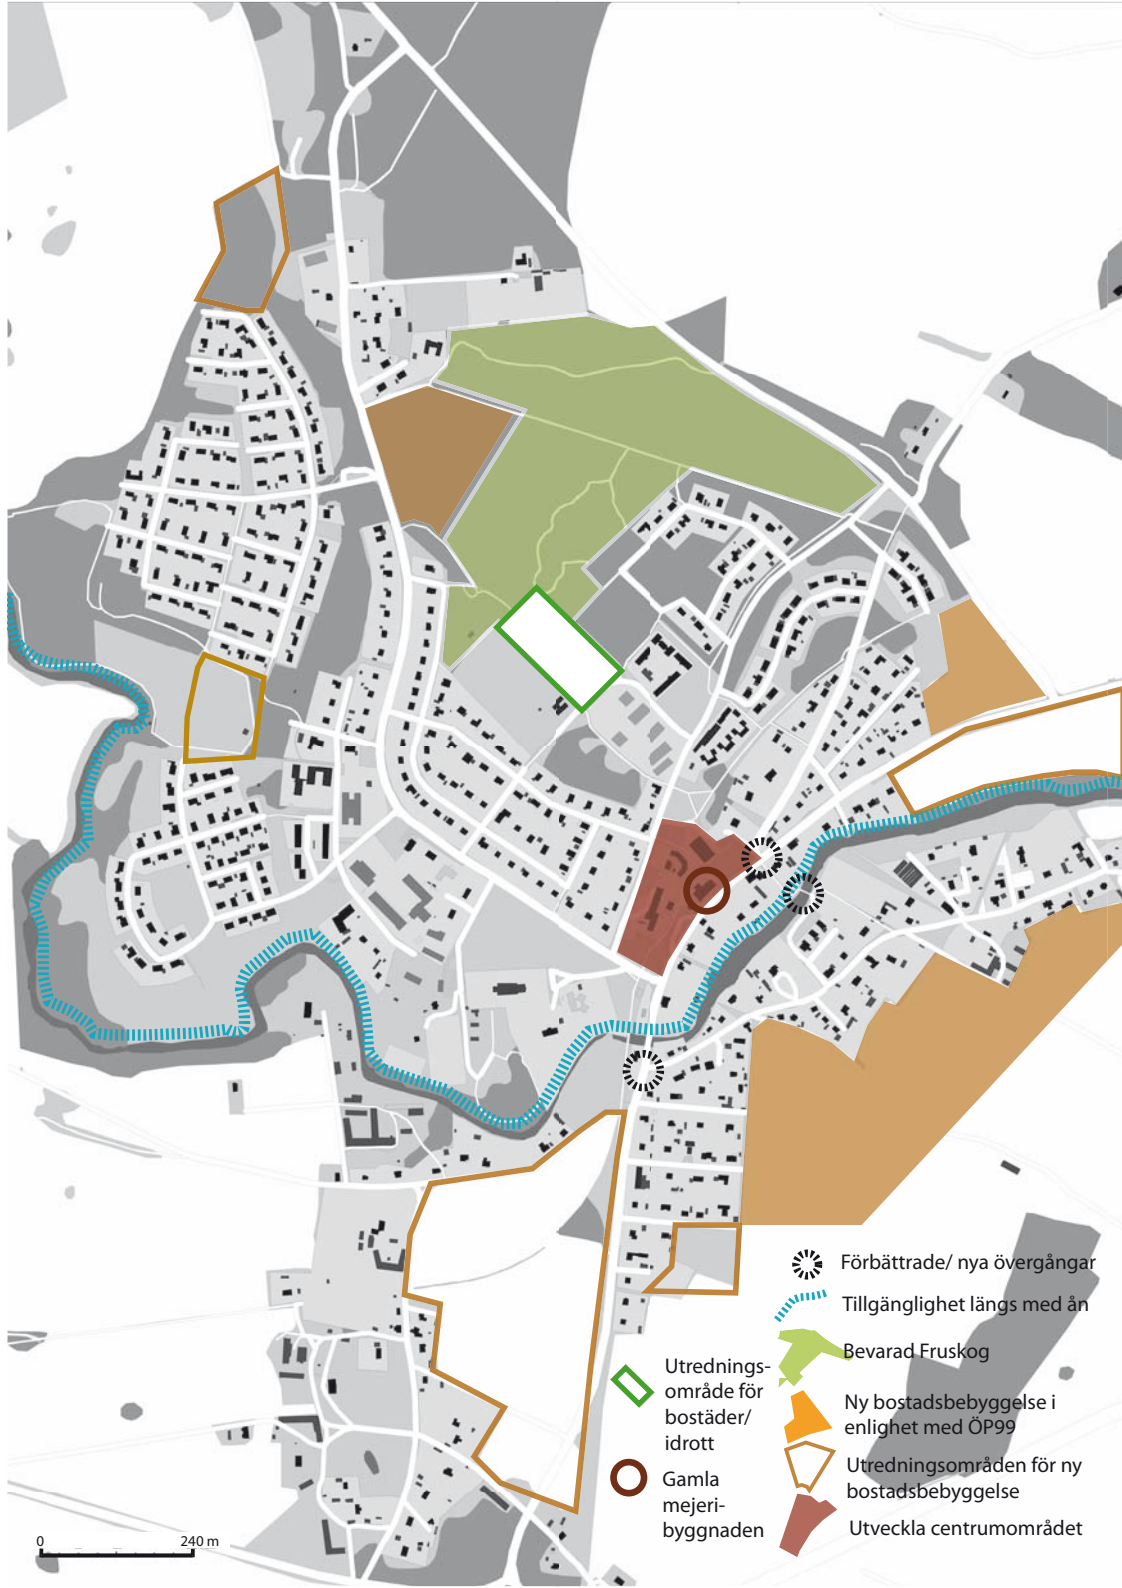 Förbättrade/ nya övergångar
Tillgänglighet längs med ån
Bevarad Fruskog
Ny bostadsbebyggelse i
enlighet med ÖP99
Utredningsområden för ny
bostadsbebyggelse
Utveckla centrumområdet
Utrednings-
område för
bostäder/
idrott
Gamla
mejeri-
byggnaden
0 240 m